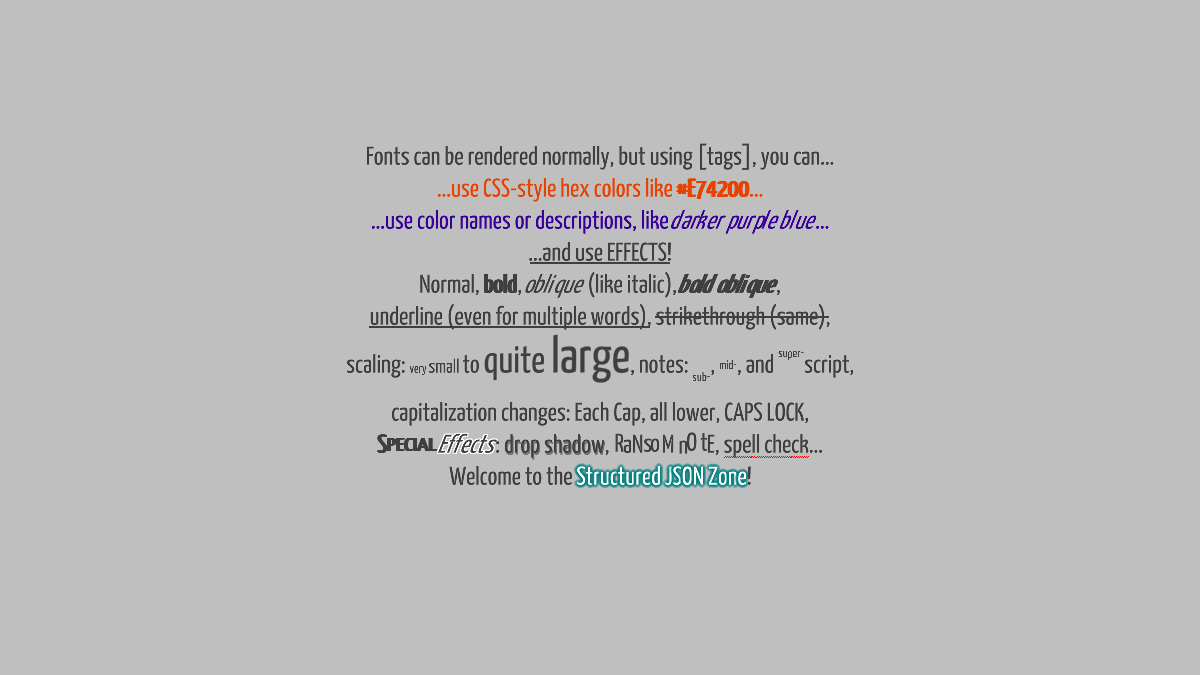 Fonts can be rendered normally, but using [tags], you can...
...use CSS-style hex colors like #E74200...
...use color names or descriptions, like darker purple blue...
...and use EFFECTS!
Normal, bold, oblique (like italic), bold oblique,
underline (even for multiple words), strikethrough (same),
scaling: very small to quite large, notes: sub-, mid-, and super-script,
capitalization changes: Each Cap, all lower, CAPS LOCK,
Special Effects: drop shadow, RaNsoM nOtE, spell check...
Welcome to the Structured JSON Zone!